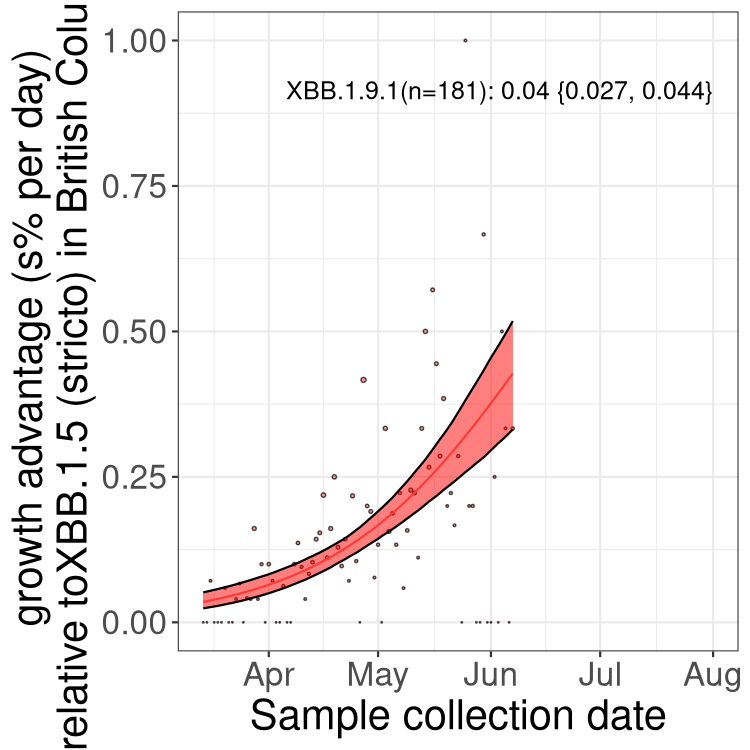 growth advantage (s% per day)
relative toXBB.1.5 (stricto) in British Colu
1.00
0.75
0.50
0.25
0.00
XBB.1.9.1(n=181): 0.04 {0.027, 0.044}
Apr May Jun Jul Aug
Sample collection date